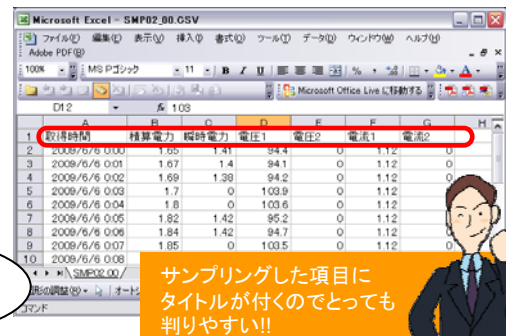 Microsoft Excel - SMP02_00.CSV
ファイル(F) 編集(E) 表示(V) 挿入(I) 書式(O) ツール(T) データ(D) ウィンドウ(W) ヘルプ(H)
Adobe PDF(B)
100% MS Pゴシック 11 B I U
Microsoft Office Live に移動する
D12 fx 103
A B C D E F G H
1 取得時間 積算電力 瞬時電力 電圧1 電圧2 電流1 電流2
2 2009/6/6 0:00 1.65 1.41 94.4 0 1.12 0
3 2009/6/6 0:01 1.67 1.4 94.1 0 1.12 0
4 2009/6/6 0:02 1.69 1.38 94.2 0 1.12 0
5 2009/6/6 0:03 1.7 0 103.9 0 1.12
6 2009/6/6 0:04 1.8 0 103.6 0 1.12
7 2009/6/6 0:05 1.82 1.42 95.2 0 1.12
8 2009/6/6 0:06 1.84 1.42 94.7 0 1.12
9 2009/6/6 0:07 1.85 0 103.5 0 1.12
10 2009/6/6 0:08
SMP02_00
の調整(R)
コマンド
サンプリングした項目に
タイトルが付くのでとっても
判りやすい!!